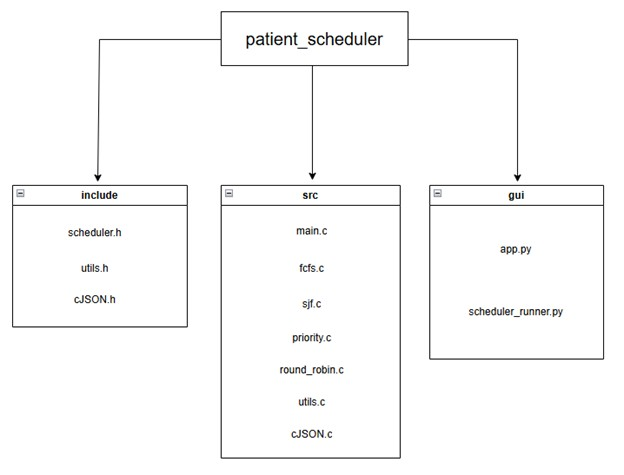 patient_scheduler
include
scheduler.h
utils.h
cJSON.h
src
main.c
fcfs.c
sjf.c
priority.c
round_robin.c
utils.c
cJSON.c
gui
app.py
scheduler_runner.py